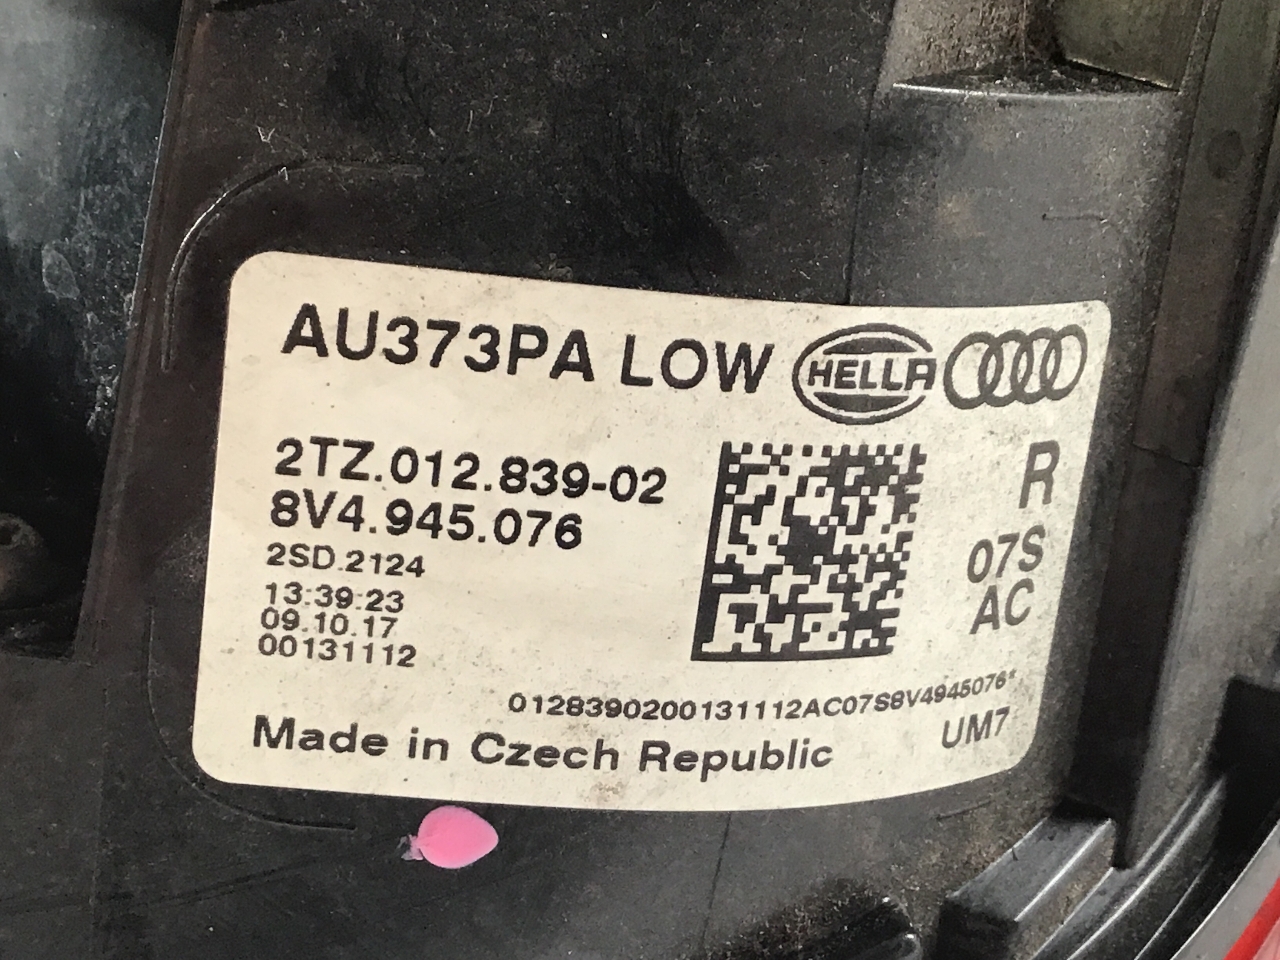 AU373PA LOW HELLA
2TZ.012.839-02
8V4.945.076
2SD.2124
13:39:23
09.10.17
00131112
R
07S
AC
0128390200131112AC07S8V4945076*
Made in Czech Republic
UM7